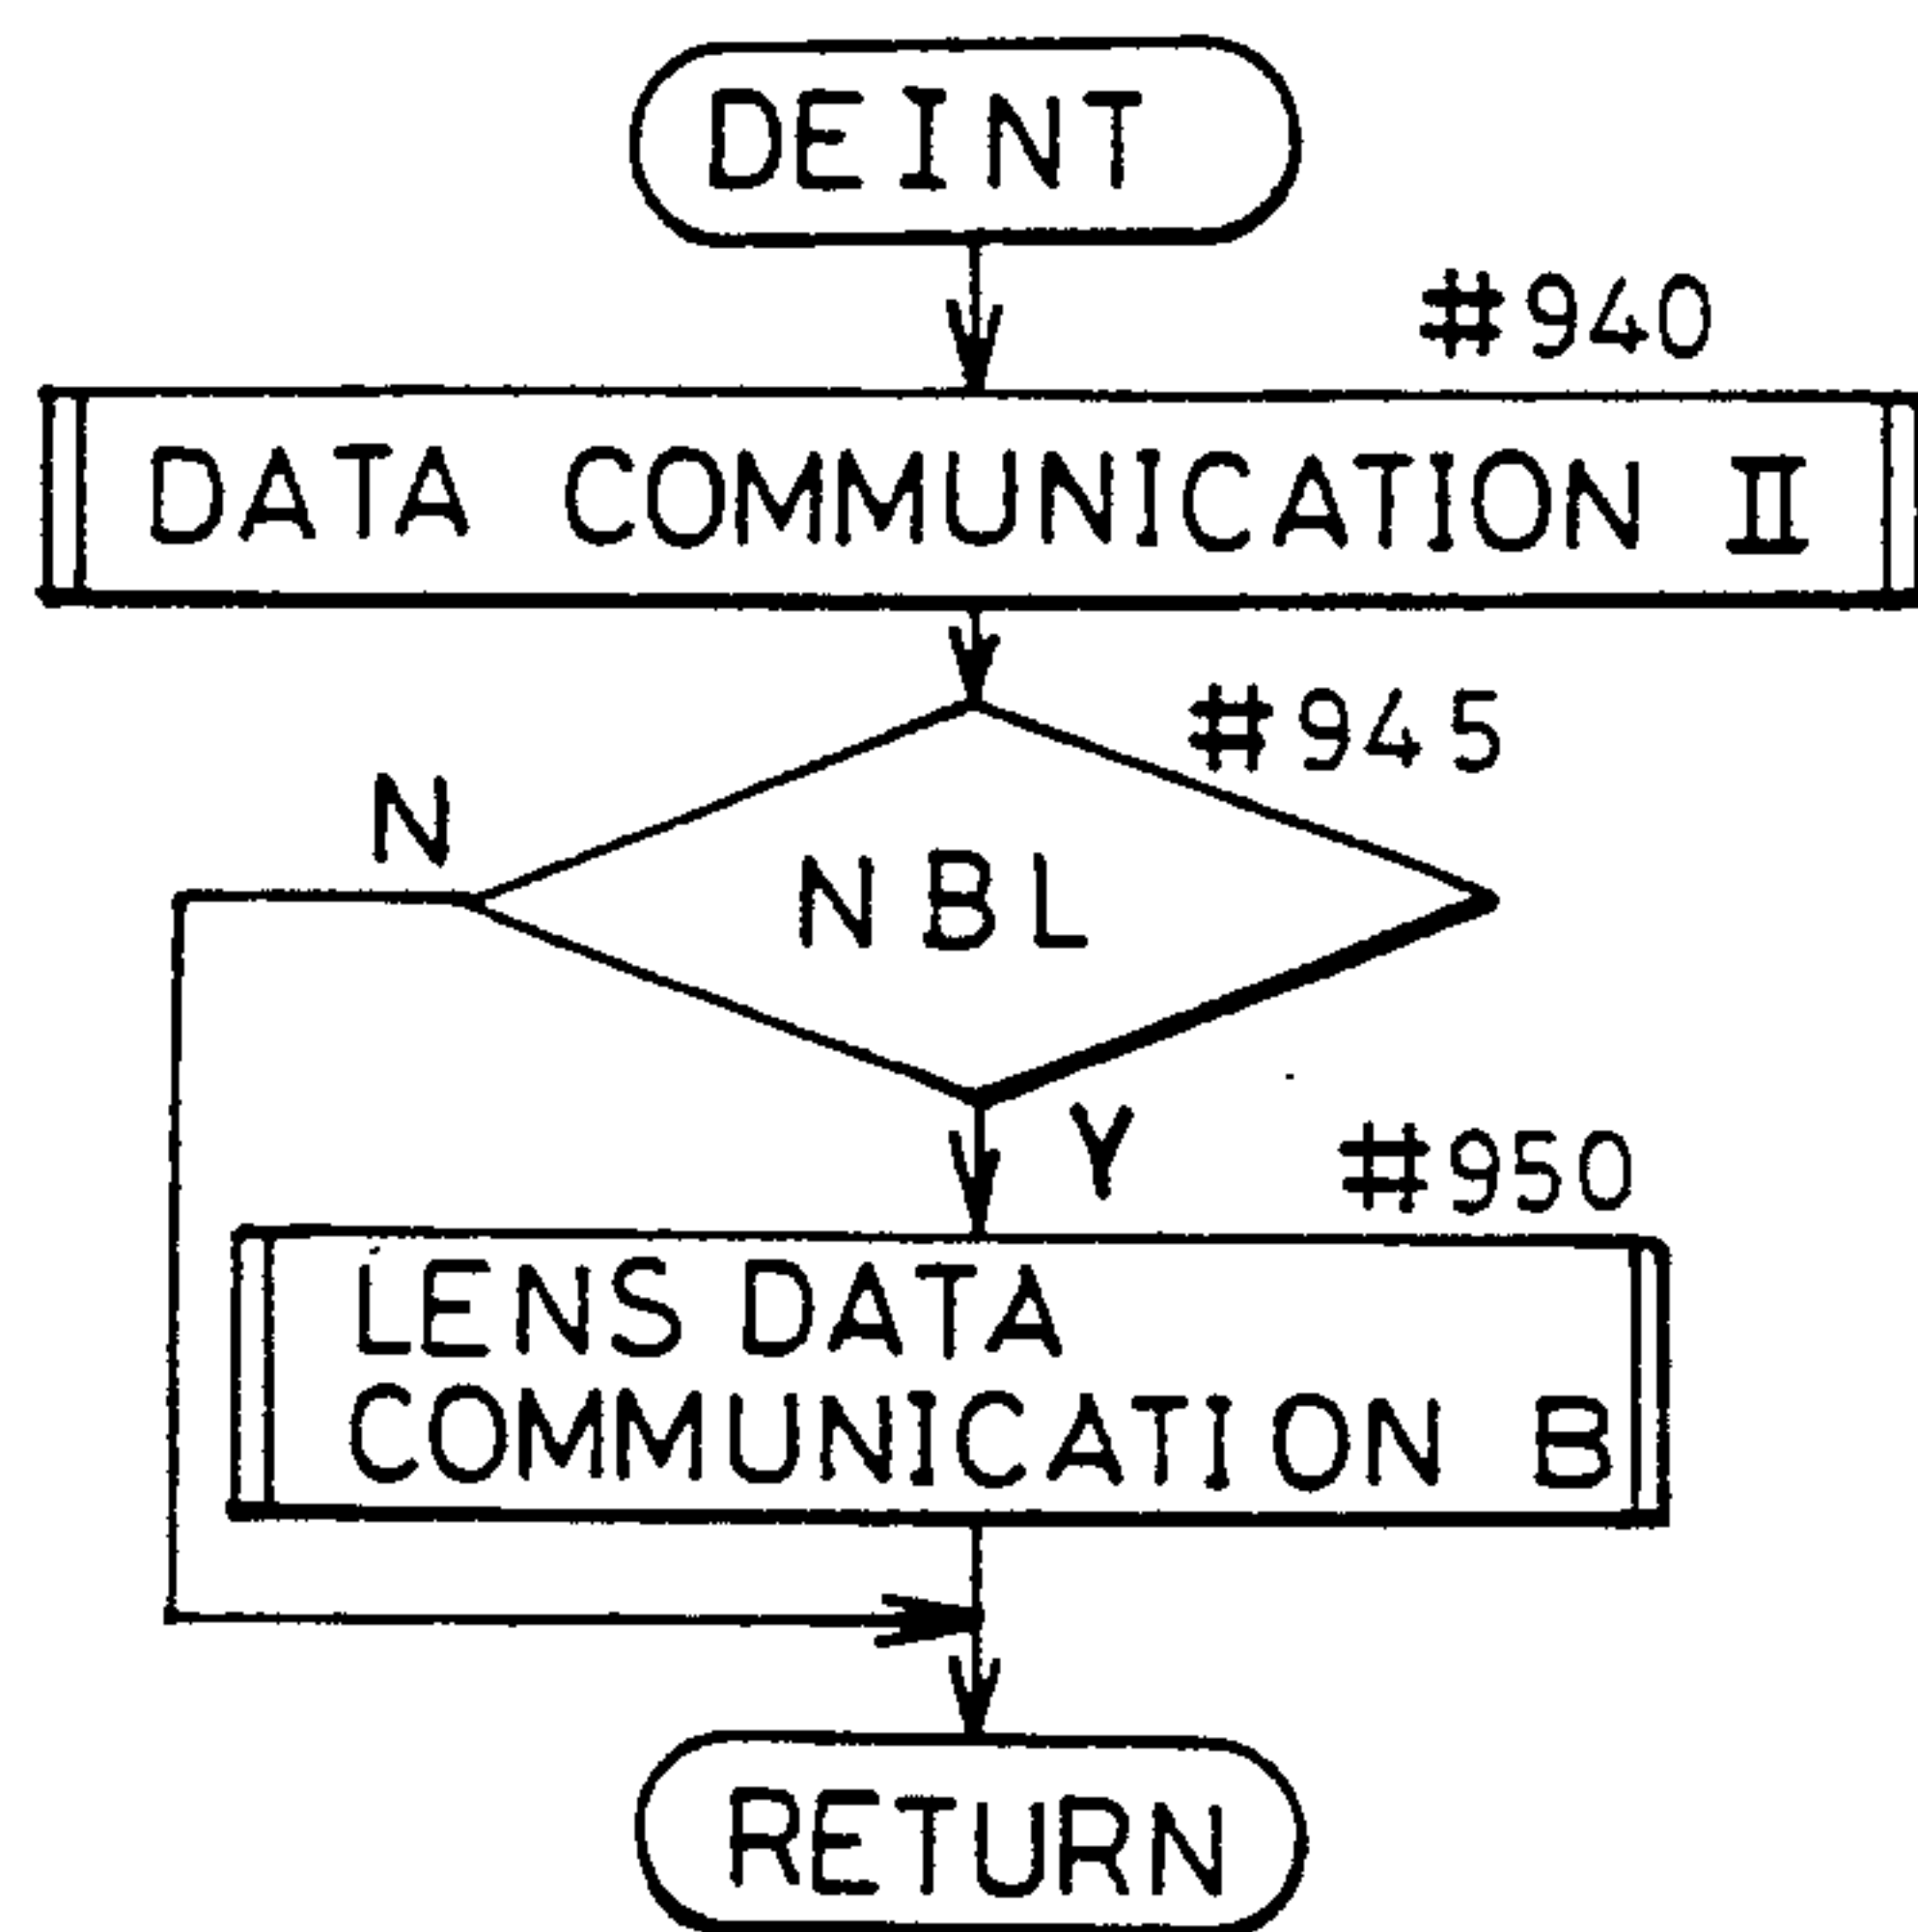 DEINT
#940
DATA COMMUNICATION II
#945
N
NBL
Y
#950
LENS DATA
COMMUNICATION B
RETURN